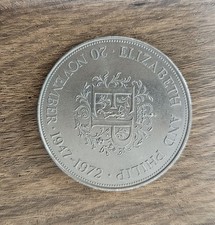 ELIZABETH AND PHILIP
20 NOVEMBER · 1947-1972 ·